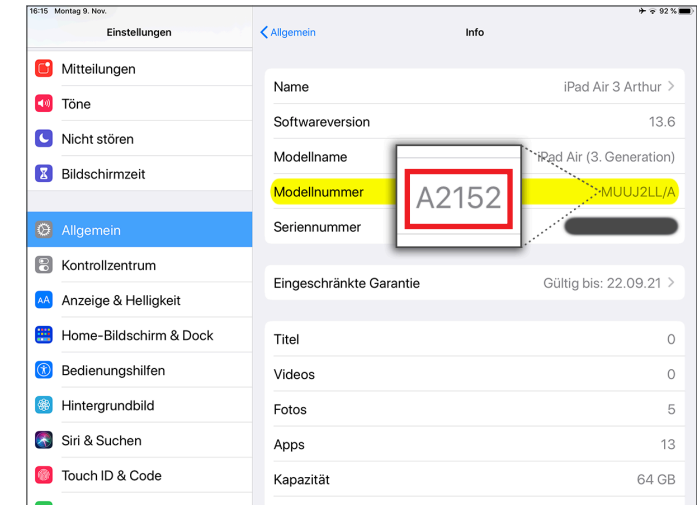 16:15 Montag 9. Nov.
92 %
Einstellungen
Mitteilungen
Töne
Nicht stören
Bildschirmzeit
Allgemein
Kontrollzentrum
AA Anzeige & Helligkeit
Home-Bildschirm & Dock
Bedienungshilfen
Hintergrundbild
Siri & Suchen
Touch ID & Code
Allgemein
Info
Name iPad Air 3 Arthur
Softwareversion 13.6
Modellname iPad Air (3. Generation)
Modellnummer MUUJ2LL/A
A2152
Seriennummer
Eingeschränkte Garantie Gültig bis: 22.09.21
Titel 0
Videos 0
Fotos 5
Apps 13
Kapazität 64 GB